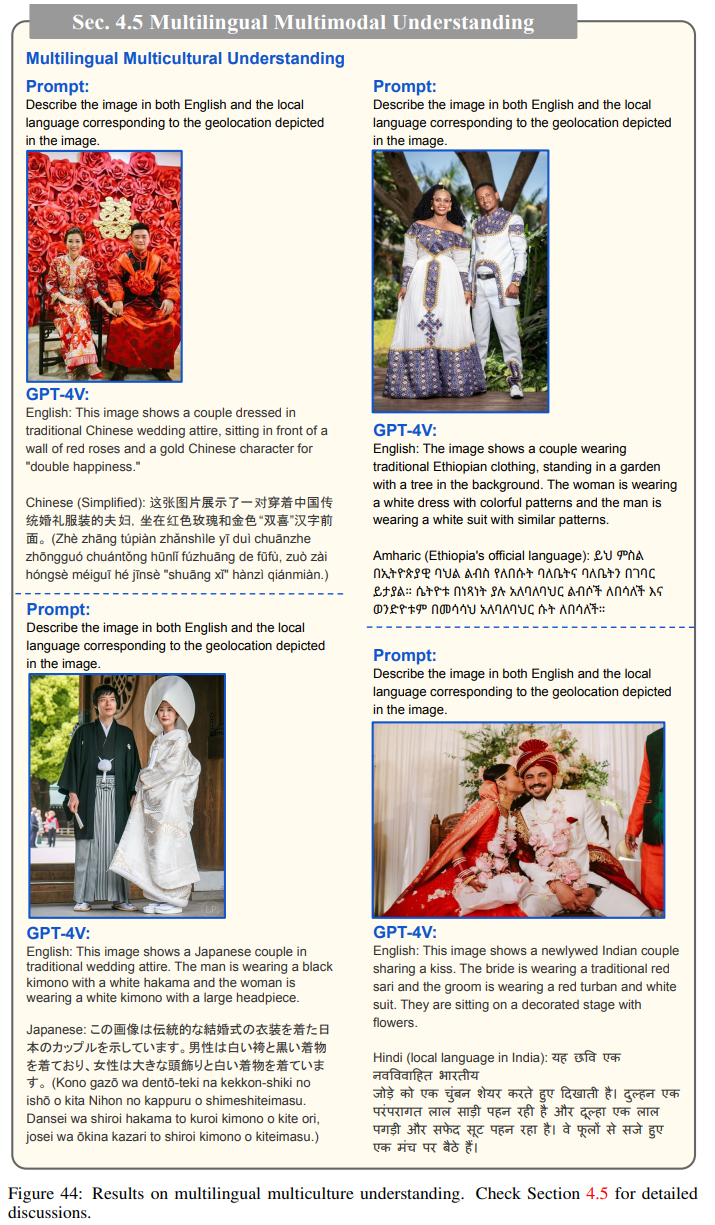 Sec. 4.5 Multilingual Multimodal Understanding
Multilingual Multicultural Understanding
Prompt:
Describe the image in both English and the local
language corresponding to the geolocation depicted
in the image.
囍
GPT-4V:
English: This image shows a couple dressed in
traditional Chinese wedding attire, sitting in front of a
wall of red roses and a gold Chinese character for
"double happiness."
Chinese (Simplified): 这张图片展示了一对穿着中国传
统婚礼服装的夫妇, 坐在红色玫瑰和金色“双喜”汉字前
面。 (Zhè zhāng túpiàn zhǎnshìle yī duì chuānzhe
zhōngguó chuántǒng hūnlǐ fúzhuāng de fūfù, zuò zài
hóngsè méiguī hé jīnsè "shuāng xǐ" hànzì qiánmiàn.)
Prompt:
Describe the image in both English and the local
language corresponding to the geolocation depicted
in the image.
GPT-4V:
English: This image shows a Japanese couple in
traditional wedding attire. The man is wearing a black
kimono with a white hakama and the woman is
wearing a white kimono with a large headpiece.
Japanese: この画像は伝統的な結婚式の衣装を着た日
本のカップルを示しています。男性は白い袴と黒い着物
を着ており、女性は大きな頭飾りと白い着物を着ていま
す。 (Kono gazō wa dentō-teki na kekkon-shiki no
ishō o kita Nihon no kappuru o shimeshiteimasu.
Dansei wa shiroi hakama to kuroi kimono o kite ori,
josei wa ōkina kazari to shiroi kimono o kiteimasu.)
Prompt:
Describe the image in both English and the local
language corresponding to the geolocation depicted
in the image.
GPT-4V:
English: The image shows a couple wearing
traditional Ethiopian clothing, standing in a garden
with a tree in the background. The woman is wearing
a white dress with colorful patterns and the man is
wearing a white suit with similar patterns.
Amharic (Ethiopia's official language): ይህ ምስል
በኢትዮጵያዊ ባህል ልብስ የለበሱት ባለቤትና ባለቤትን በገባር
ይታያል። ሴትዮቱ በነጻነት ያሉ አለባለባህር ልብሶች ለበሳለች እና
ወንድዮቱም በመሳሳህ አለባለባህር ሱት ለበሳለች።
Prompt:
Describe the image in both English and the local
language corresponding to the geolocation depicted
in the image.
GPT-4V:
English: This image shows a newlywed Indian couple
sharing a kiss. The bride is wearing a traditional red
sari and the groom is wearing a red turban and white
suit. They are sitting on a decorated stage with
flowers.
Hindi (local language in India): यह छवि एक
नवविवाहित भारतीय
जोड़े को एक चुंबन शेयर करते हुए दिखाती है। दुल्हन एक
परंपरागत लाल साड़ी पहन रही है और दूल्हा एक लाल
पगड़ी और सफेद सूट पहन रहा है। वे फूलों से सजे हुए
एक मंच पर बैठे हैं।
Figure 44: Results on multilingual multiculture understanding. Check Section 4.5 for detailed
discussions.